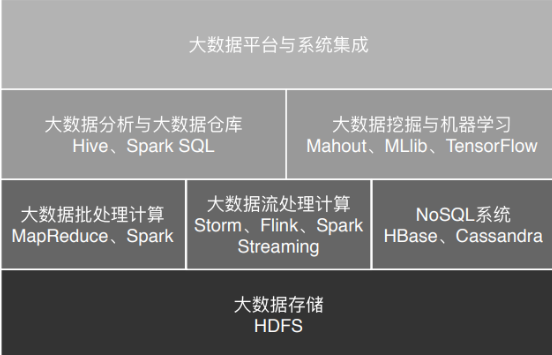 大数据平台与系统集成
大数据分析与大数据仓库
Hive、Spark SQL
大数据挖掘与机器学习
Mahout、MLlib、TensorFlow
大数据批处理计算
MapReduce、Spark
大数据流处理计算
Storm、Flink、Spark
Streaming
NoSQL系统
HBase、Cassandra
大数据存储
HDFS